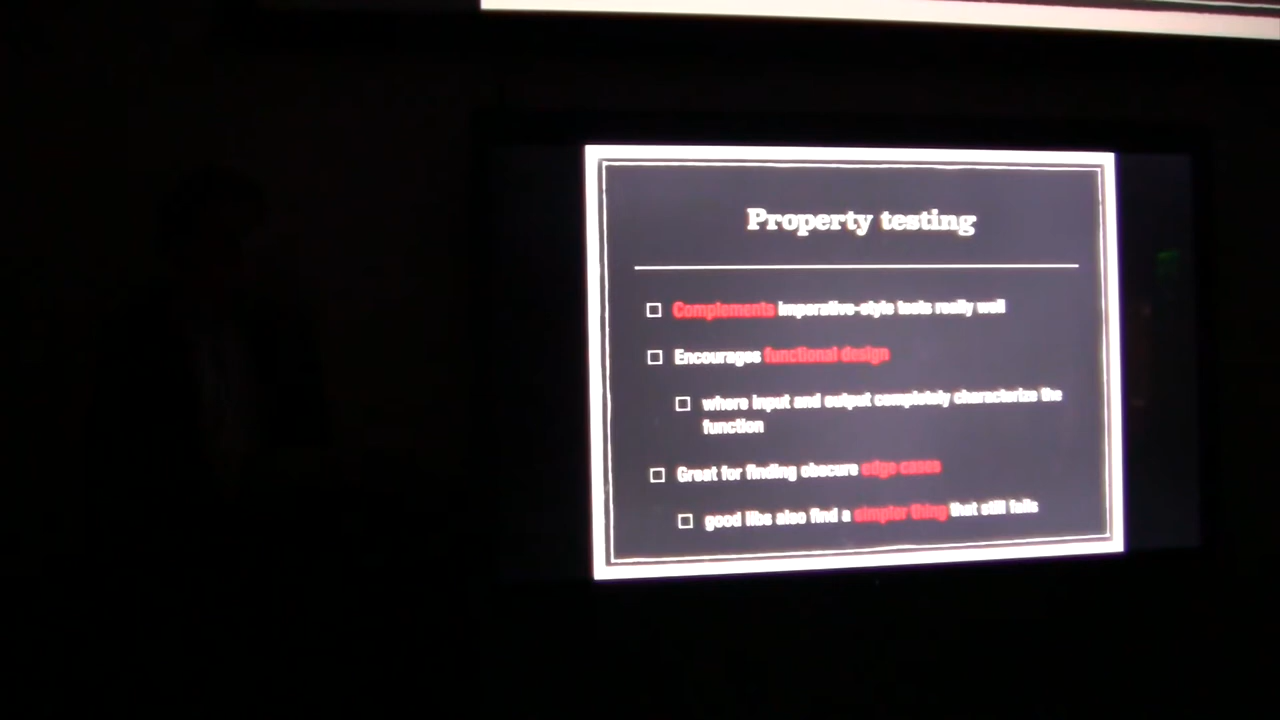 Property testing
Complements imperative-style tests really well
Encourages functional design
where input and output completely characterize the
function
Great for finding obscure edge cases
good libs also find a simpler thing that still fails